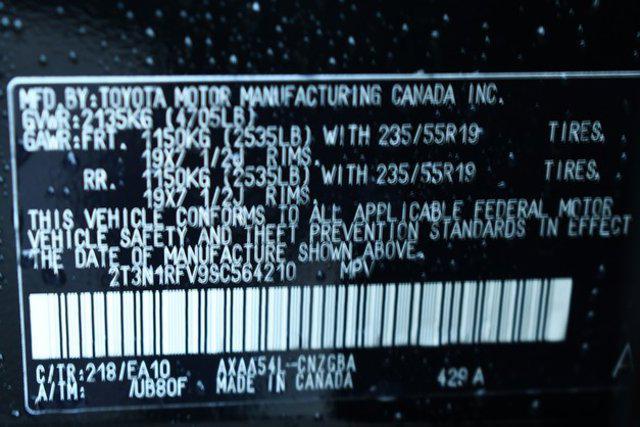 MFD.BY:TOYOTA MOTOR MANUFACTURING CANADA INC.
GVWR:2135KG (4705LB)
GAWR:FRT. 1150KG (2535LB) WITH 235/55R19 TIRES,
19X7 1/2J RIMS.
RR. 1150KG (2535LB) WITH 235/55R19 TIRES,
19X7 1/2J RIMS.
THIS VEHICLE CONFORMS TO ALL APPLICABLE FEDERAL MOTOR
VEHICLE SAFETY AND THEFT PREVENTION STANDARDS IN EFFECT
THE DATE OF MANUFACTURE SHOWN ABOVE.
2T3N1RFV9SC564210 MPV
C/TR:218/EA10 AXAA54L-CNZGBA
A/TM: /UB80F MADE IN CANADA 429A
A